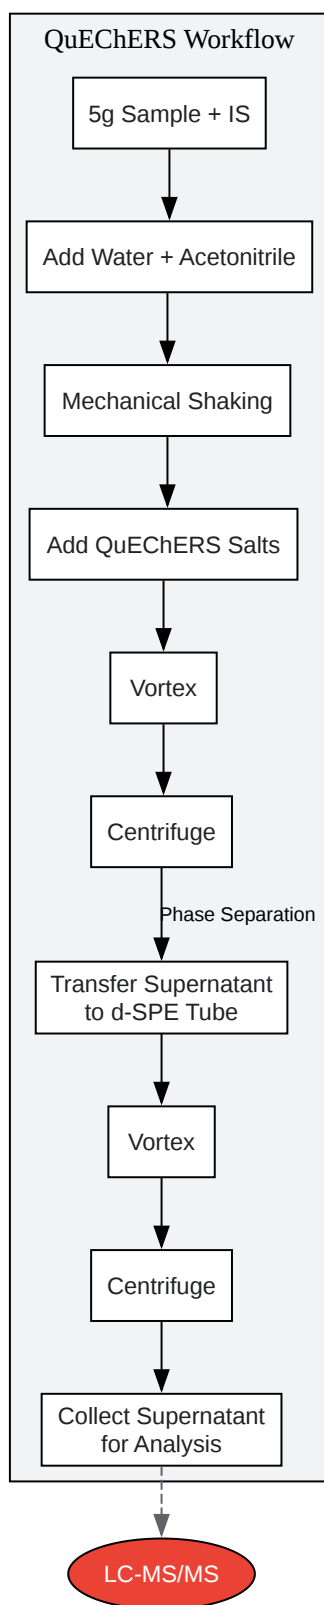 QuEChERS Workflow
5g Sample + IS
Add Water + Acetonitrile
Mechanical Shaking
Add QuEChERS Salts
Vortex
Centrifuge
Phase Separation
Transfer Supernatant
to d-SPE Tube
Vortex
Centrifuge
Collect Supernatant
for Analysis
LC-MS/MS